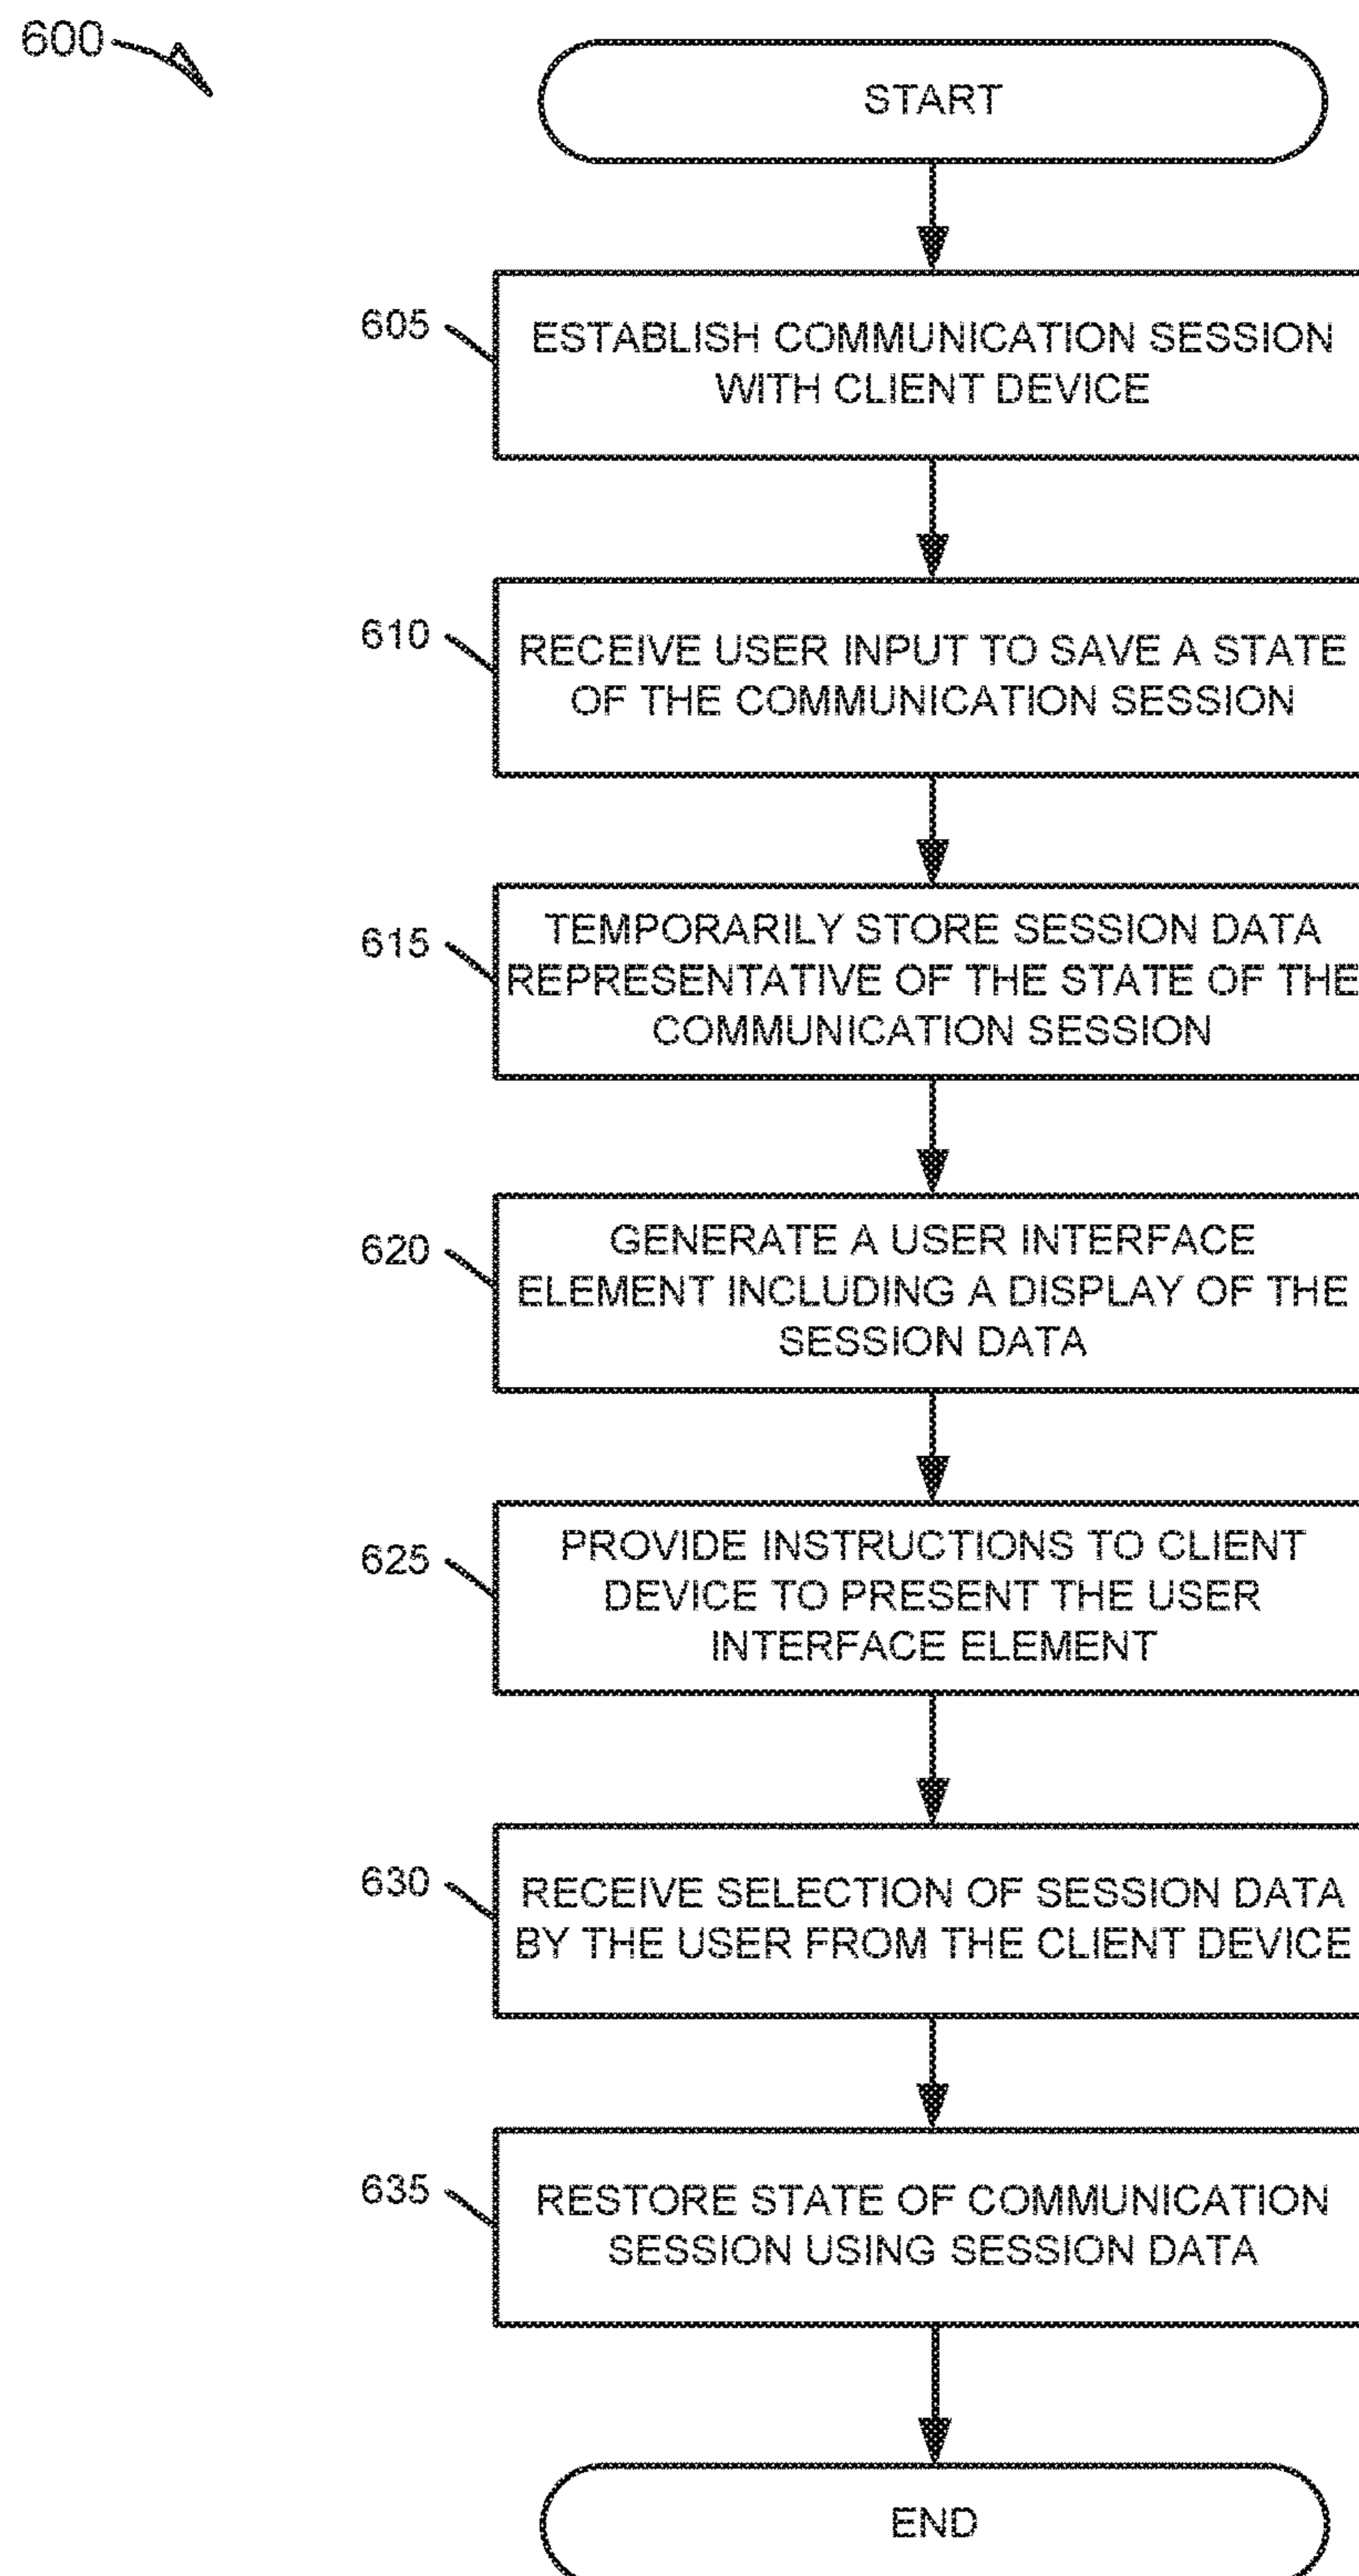 600
START
605
ESTABLISH COMMUNICATION SESSION
WITH CLIENT DEVICE
610
RECEIVE USER INPUT TO SAVE A STATE
OF THE COMMUNICATION SESSION
615
TEMPORARILY STORE SESSION DATA
REPRESENTATIVE OF THE STATE OF THE
COMMUNICATION SESSION
620
GENERATE A USER INTERFACE
ELEMENT INCLUDING A DISPLAY OF THE
SESSION DATA
625
PROVIDE INSTRUCTIONS TO CLIENT
DEVICE TO PRESENT THE USER
INTERFACE ELEMENT
630
RECEIVE SELECTION OF SESSION DATA
BY THE USER FROM THE CLIENT DEVICE
635
RESTORE STATE OF COMMUNICATION
SESSION USING SESSION DATA
END